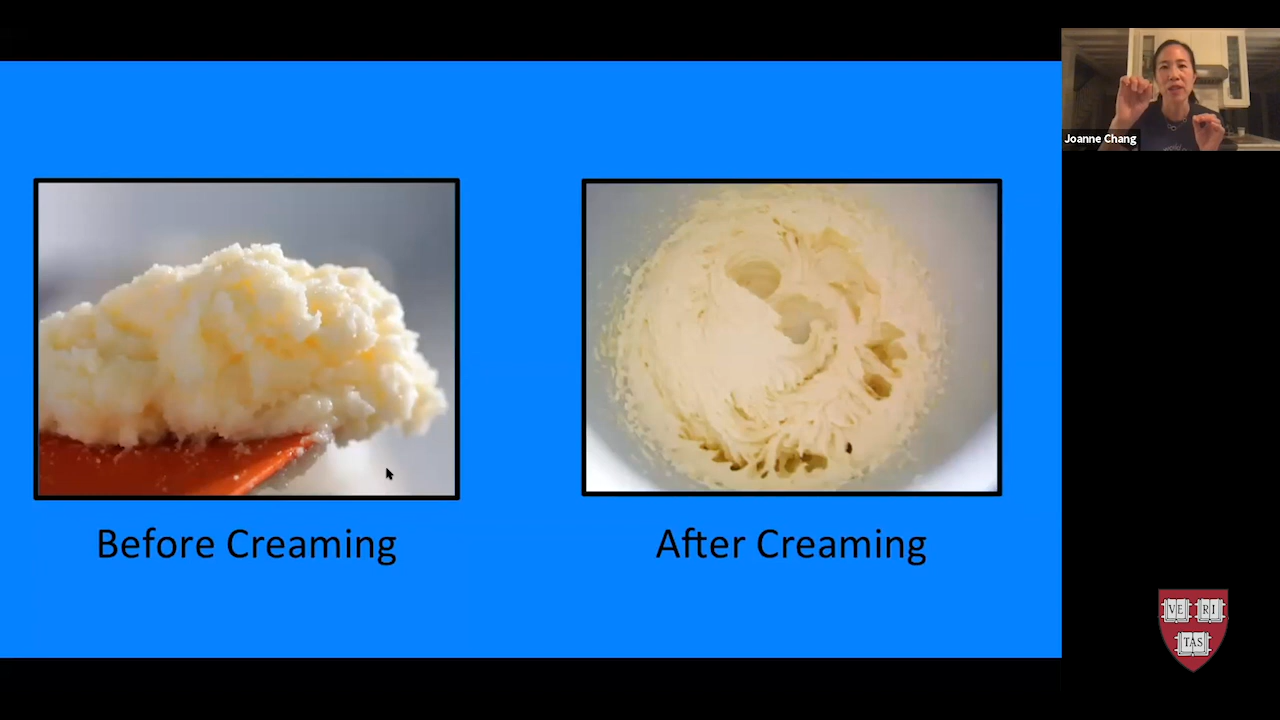 Joanne Chang
Before Creaming
After Creaming
VE RI
TAS